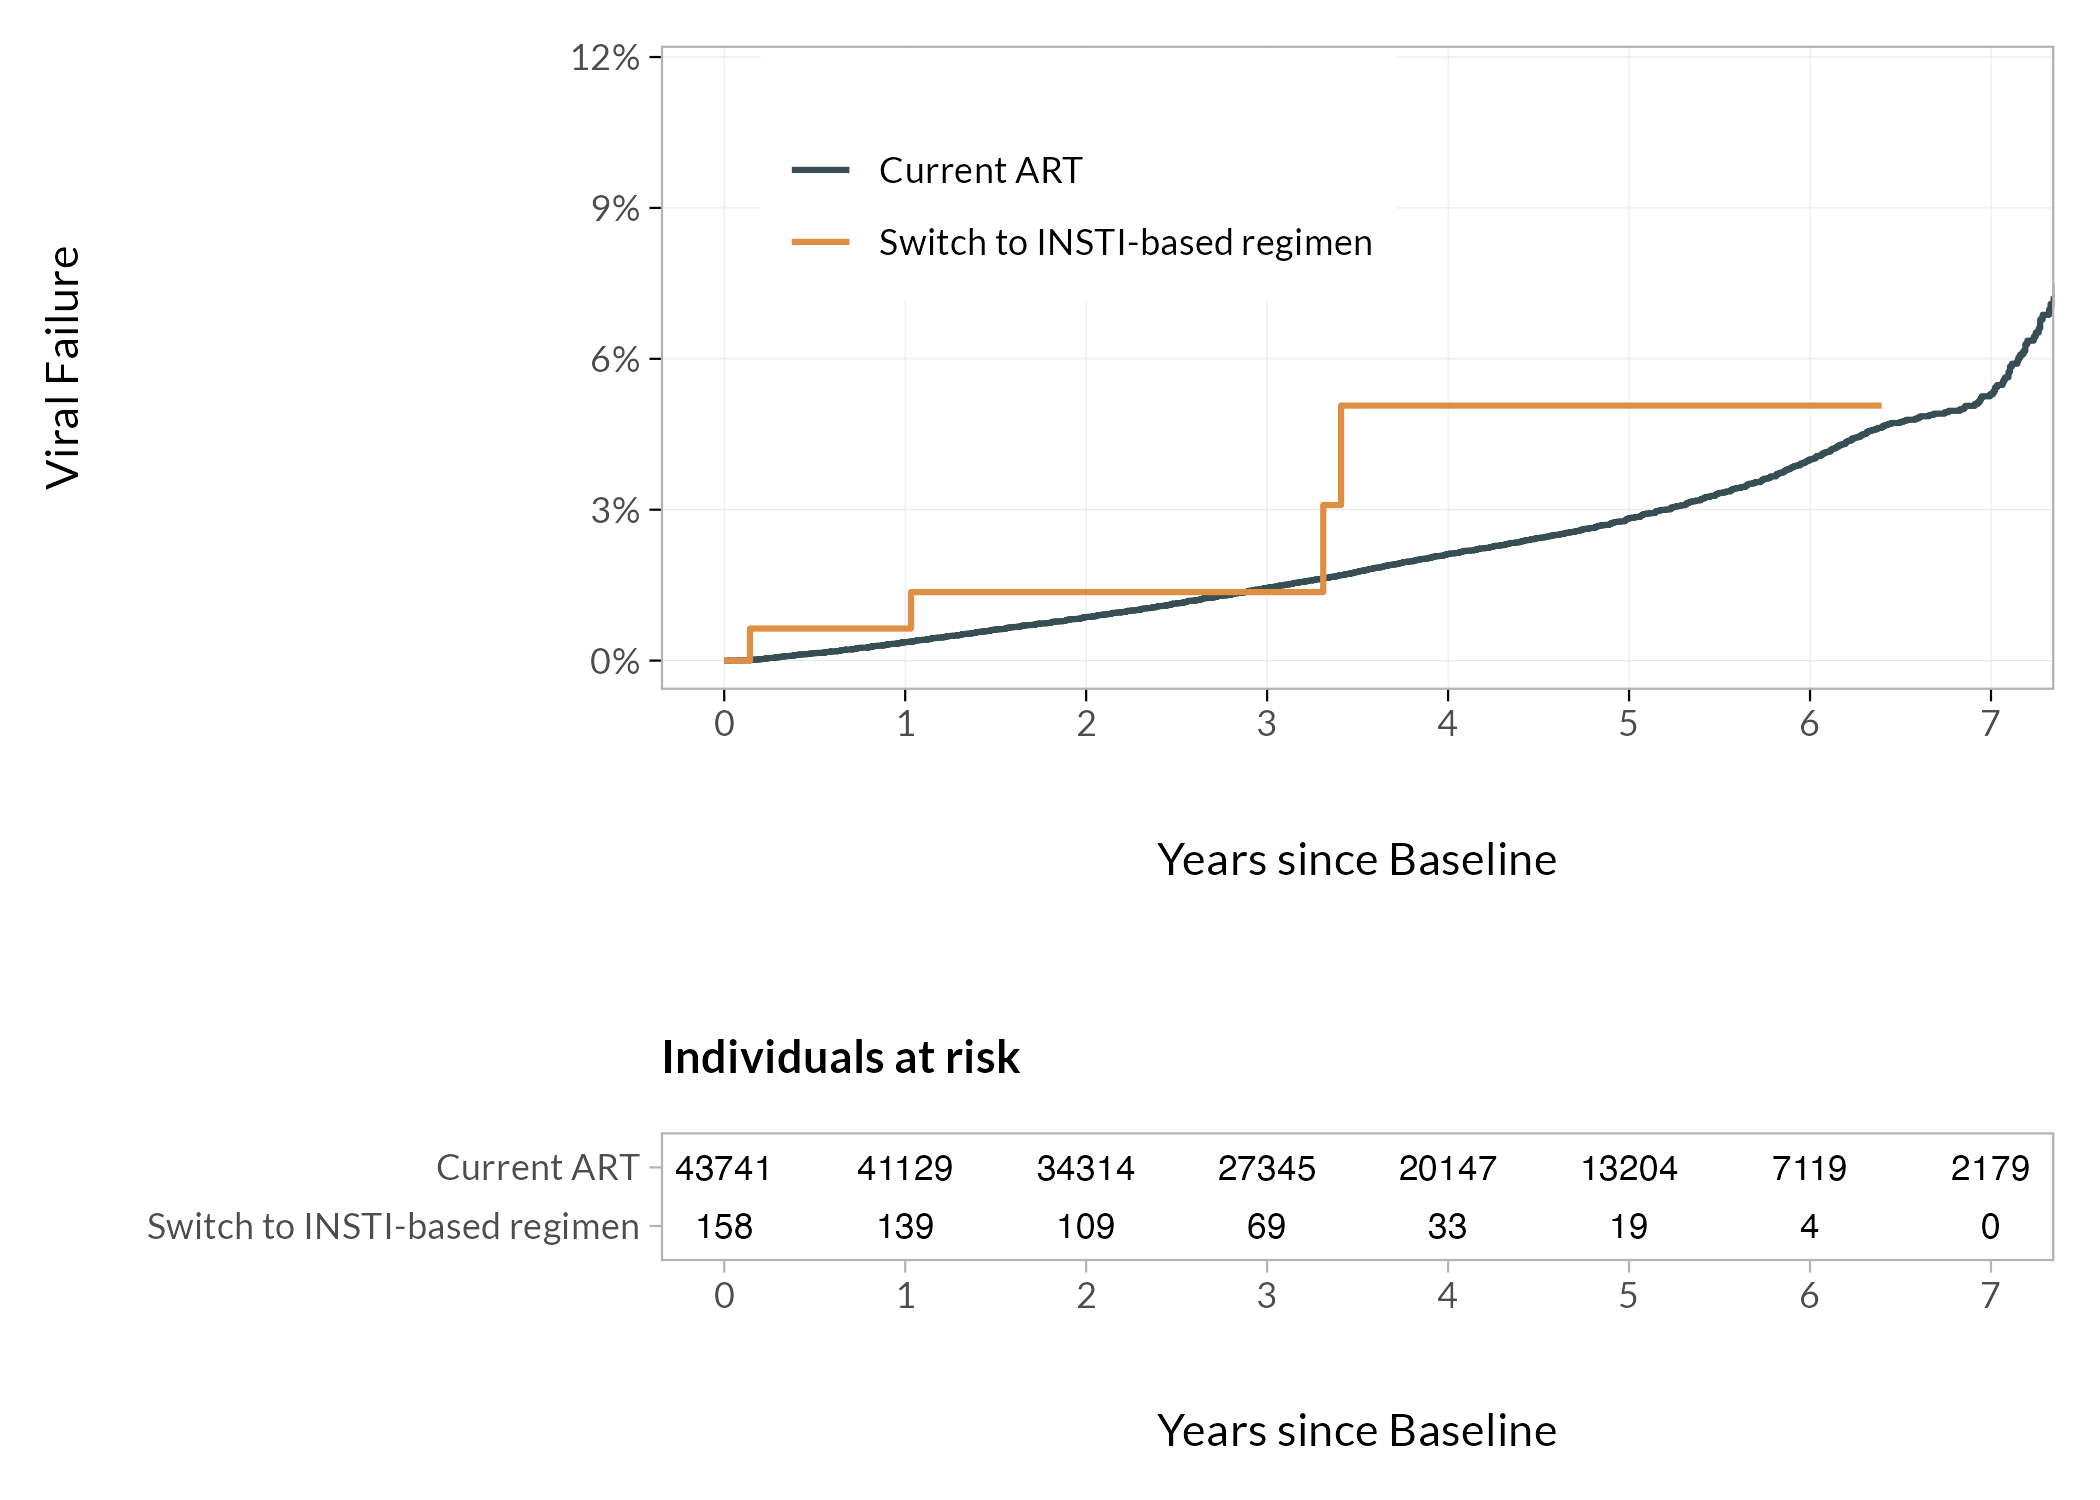 12%
9%
6%
3%
0%
Viral Failure
Current ART
Switch to INSTI-based regimen
0 1 2 3 4 5 6 7
Years since Baseline
Individuals at risk
Current ART 43741 41129 34314 27345 20147 13204 7119 2179
Switch to INSTI-based regimen 158 139 109 69 33 19 4 0
0 1 2 3 4 5 6 7
Years since Baseline